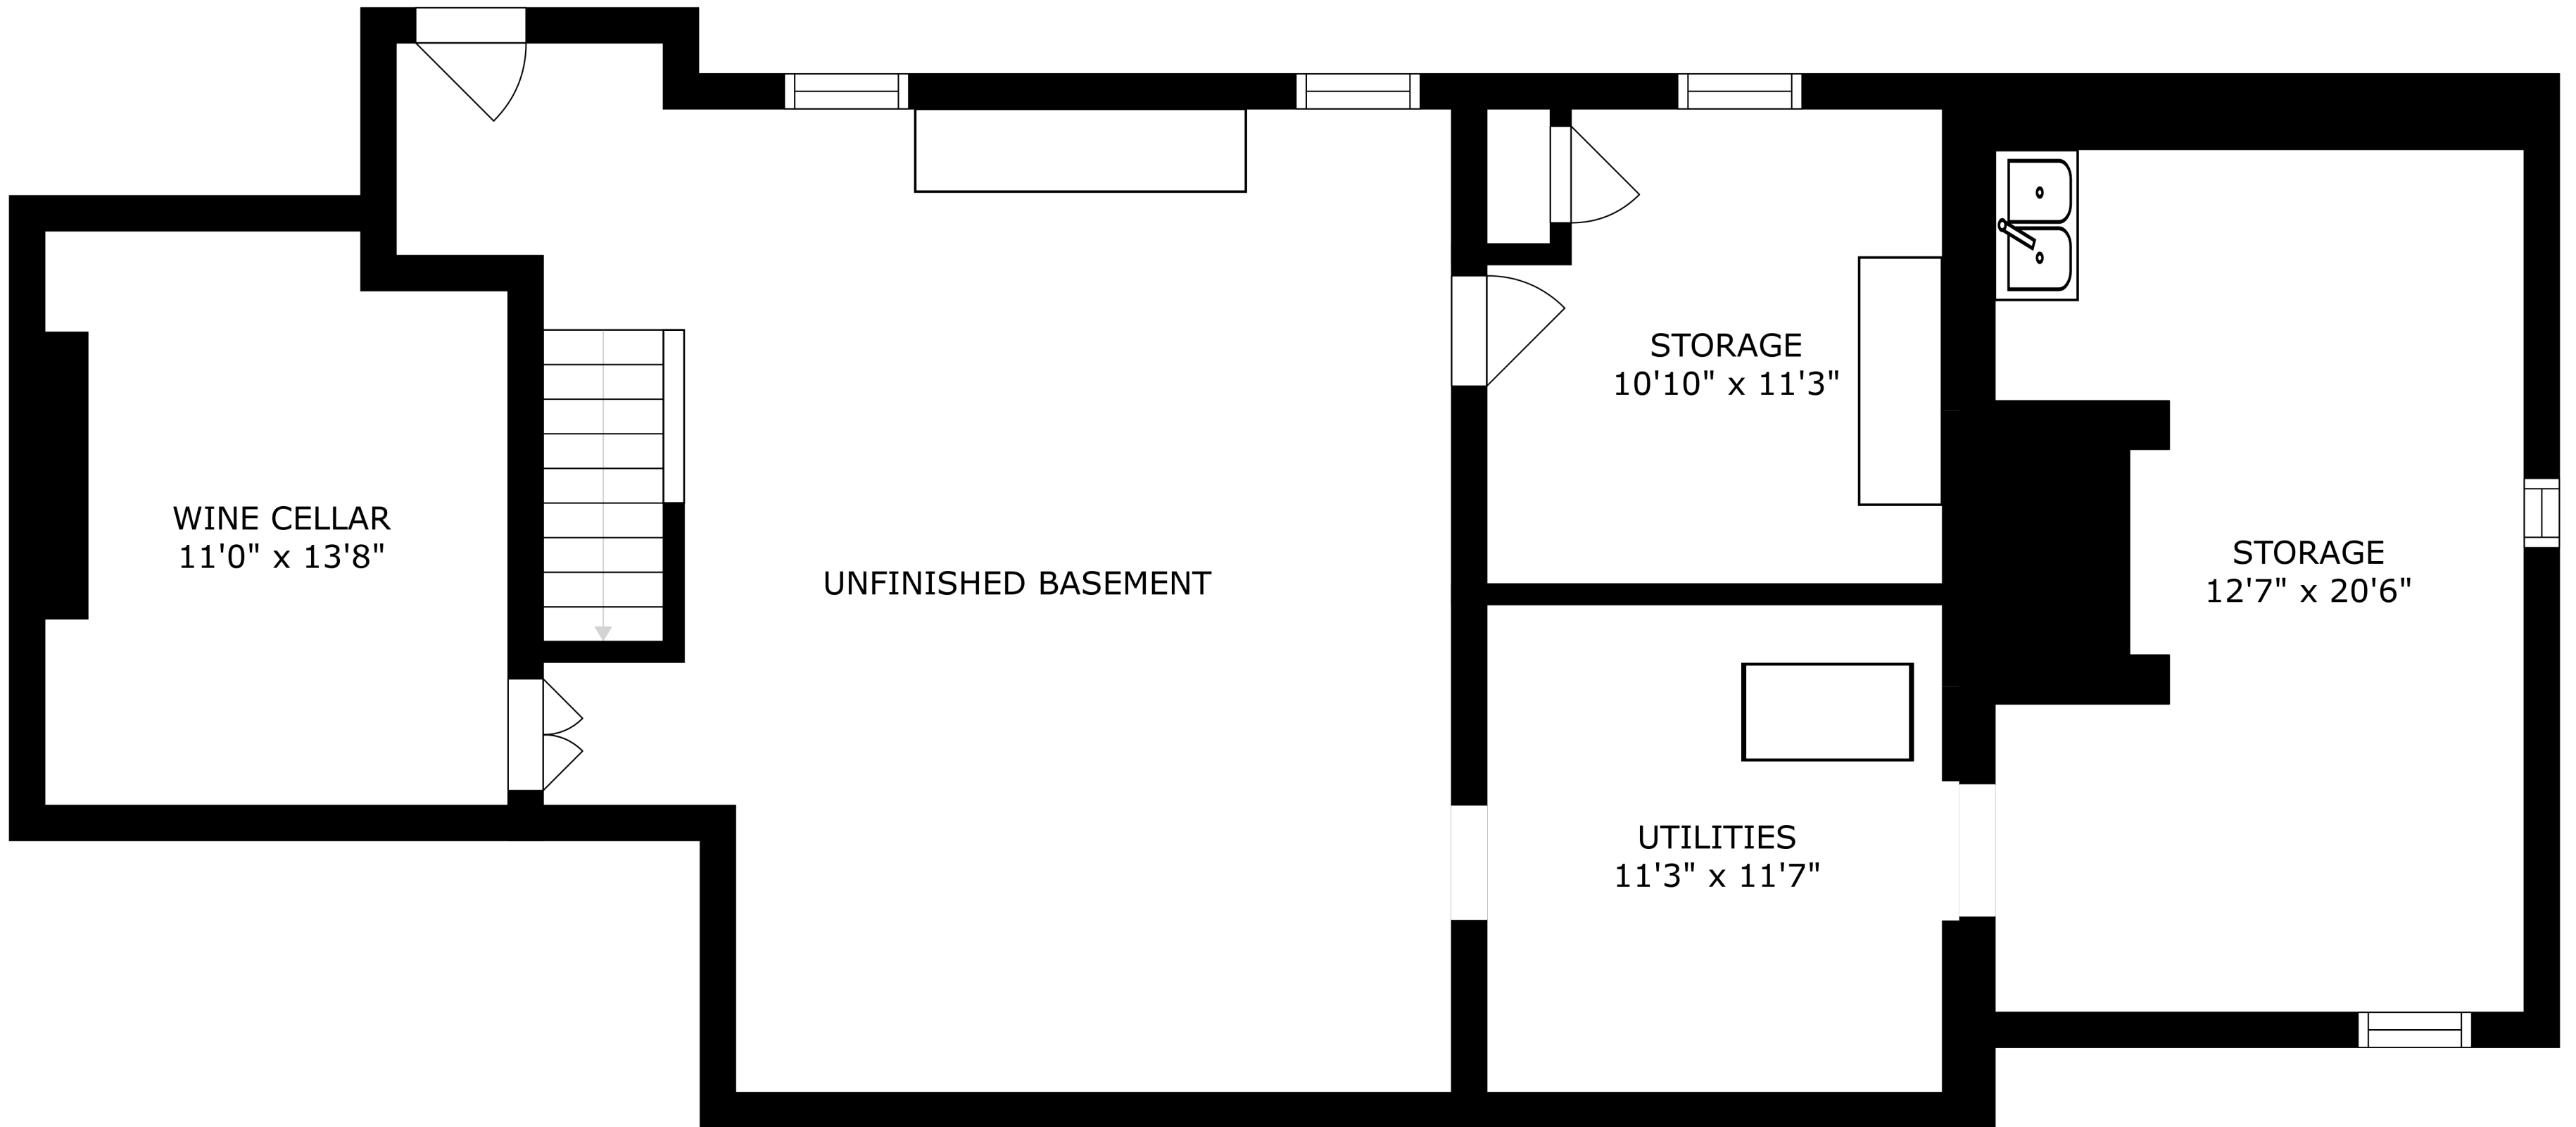 WINE CELLAR
11'0" x 13'8"
UNFINISHED BASEMENT
STORAGE
10'10" x 11'3"
UTILITIES
11'3" x 11'7"
STORAGE
12'7" x 20'6"